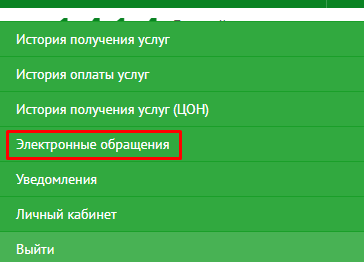 История получения услуг
История оплаты услуг
История получения услуг (ЦОН)
Электронные обращения
Уведомления
Личный кабинет
Выйти